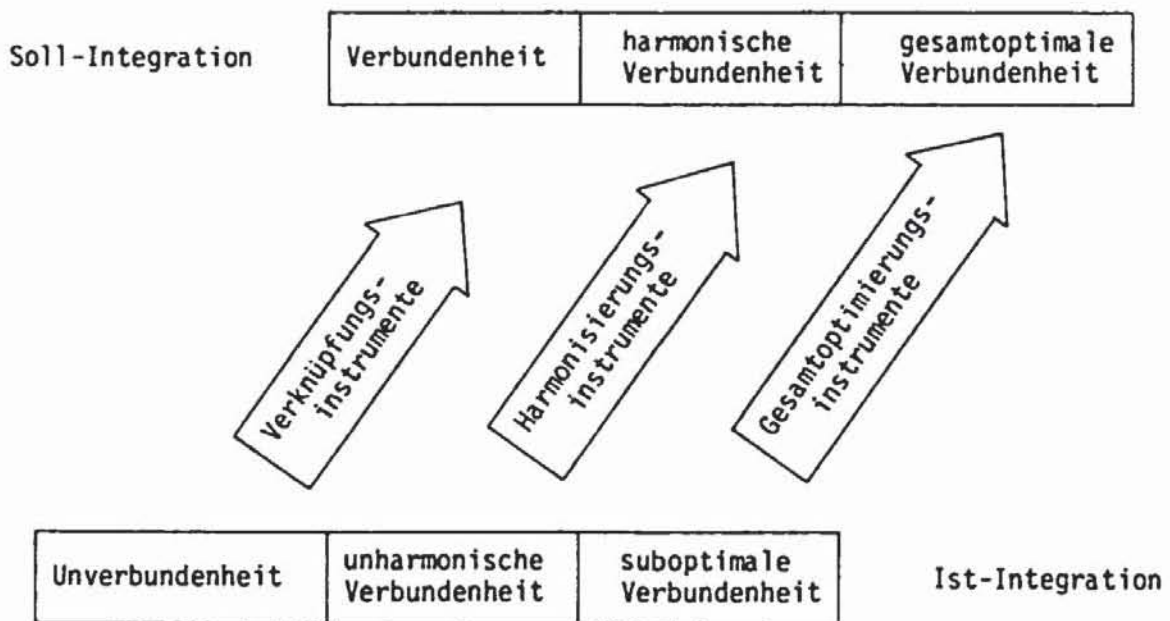 Soll-Integration
Verbundenheit
harmonische
Verbundenheit
gesamtoptimale
Verbundenheit
Verknüpfungs-
instrumente
Harmonisierungs-
instrumente
Gesamtoptimierungs-
instrumente
Unverbundenheit
unharmonische
Verbundenheit
suboptimale
Verbundenheit
Ist-Integration